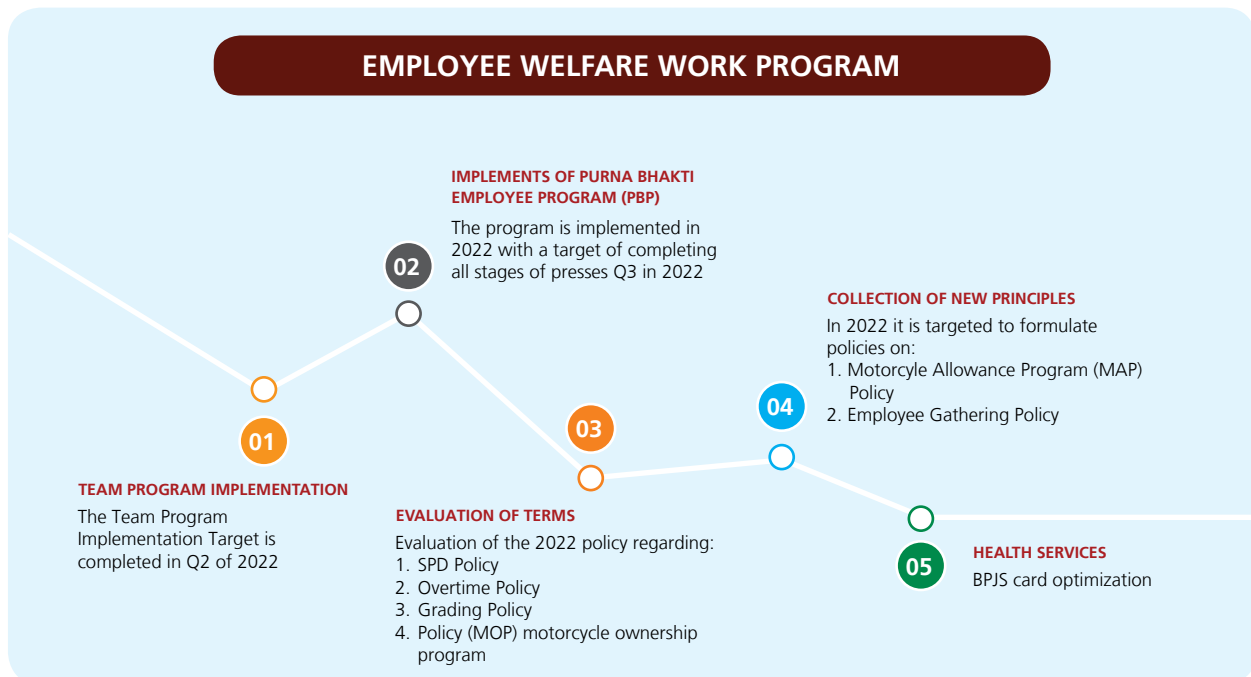 EMPLOYEE WELFARE WORK PROGRAM
01
TEAM PROGRAM IMPLEMENTATION
The Team Program
Implementation Target is
completed in Q2 of 2022
02
IMPLEMENTS OF PURNA BHAKTI
EMPLOYEE PROGRAM (PBP)
The program is implemented in
2022 with a target of completing
all stages of presses Q3 in 2022
03
EVALUATION OF TERMS
Evaluation of the 2022 policy regarding:
1. SPD Policy
2. Overtime Policy
3. Grading Policy
4. Policy (MOP) motorcycle ownership
program
04
COLLECTION OF NEW PRINCIPLES
In 2022 it is targeted to formulate
policies on:
1. Motorcyle Allowance Program (MAP)
Policy
2. Employee Gathering Policy
05
HEALTH SERVICES
BPJS card optimization